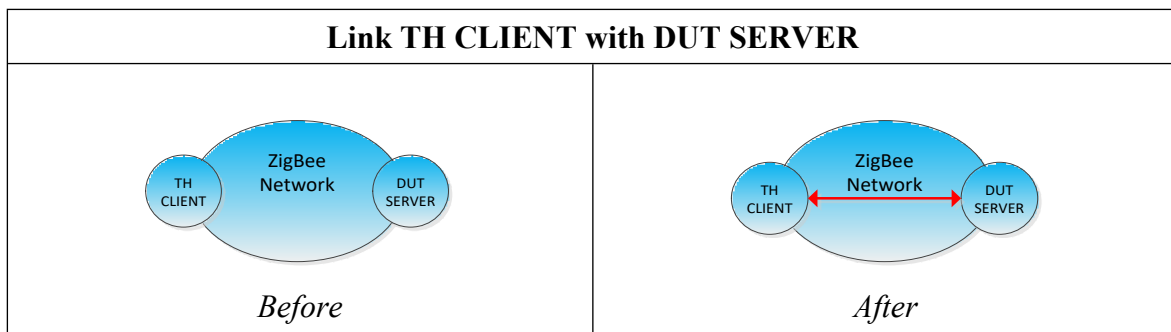 Link TH CLIENT with DUT SERVER
ZigBee
Network
TH
CLIENT
DUT
SERVER
Before
ZigBee
Network
TH
CLIENT
DUT
SERVER
After